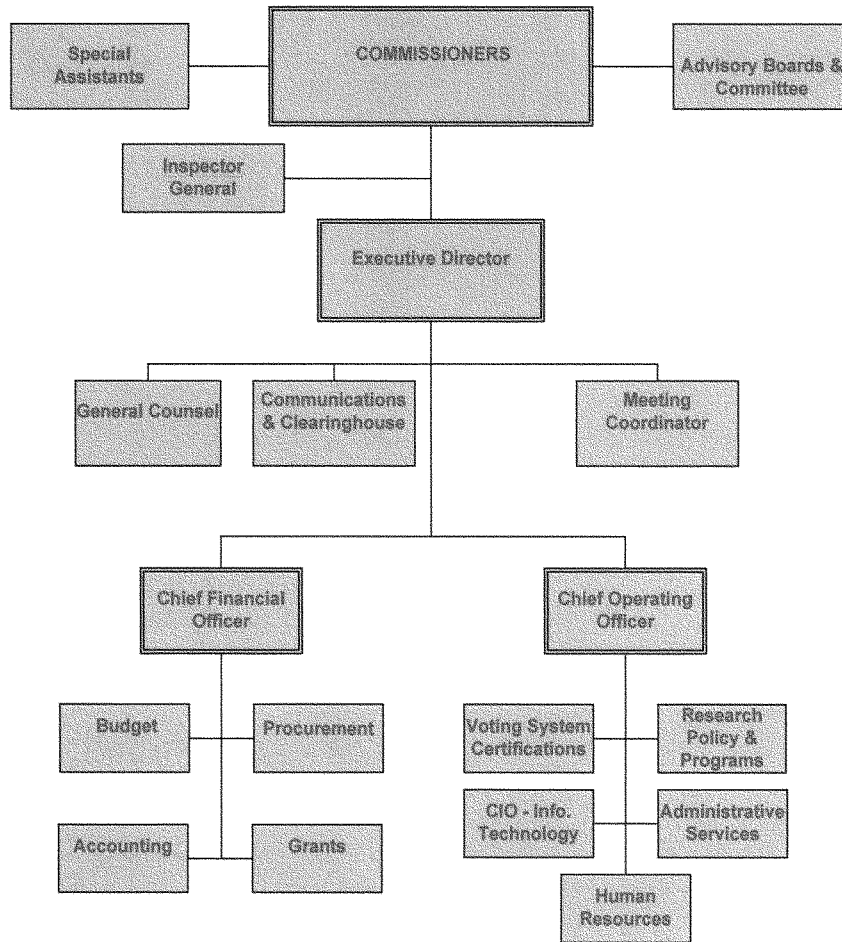 Special
Assistants
COMMISSIONERS
Advisory Boards &
Committee
Inspector
General
Executive Director
General Counsel
Communications
& Clearinghouse
Meeting
Coordinator
Chief Financial
Officer
Chief Operating
Officer
Budget
Procurement
Voting System
Certifications
Research
Policy &
Programs
Accounting
Grants
CIO - Info.
Technology
Administrative
Services
Human
Resources